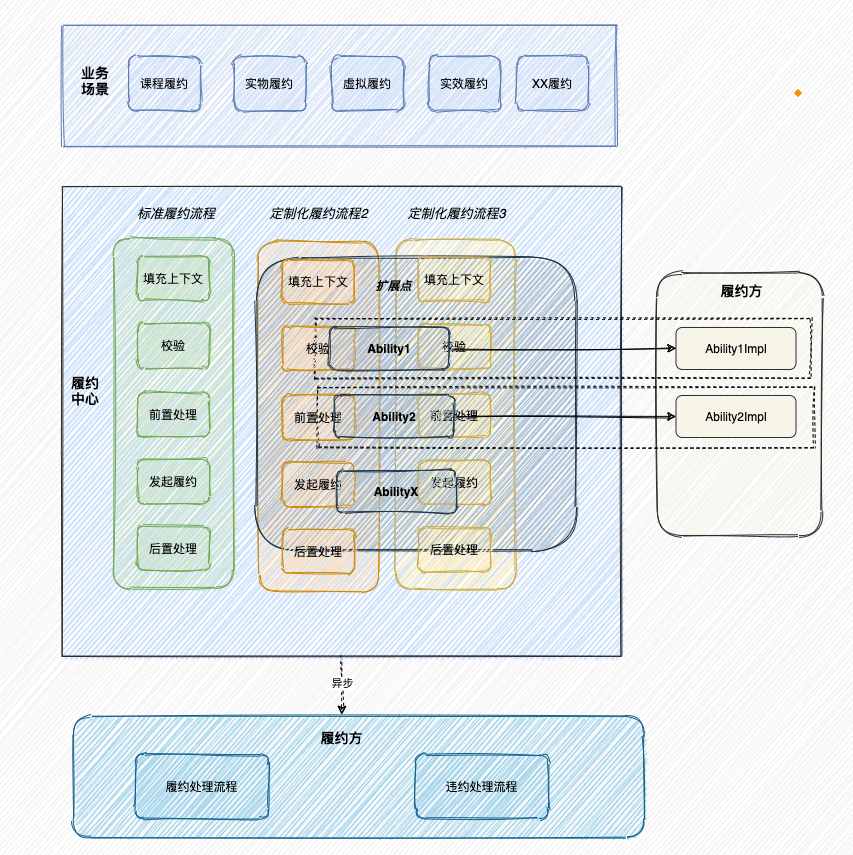 业务
场景
课程履约
实物履约
虚拟履约
实效履约
XX履约
标准履约流程
定制化履约流程2
定制化履约流程3
填充上下文
填充上下文
扩展点
填充上下文
履约方
校验
校验
Ability1
校验
Ability1Impl
履约
中心
前置处理
前置处理
Ability2
前置处理
Ability2Impl
发起履约
发起履约
AbilityX
发起履约
后置处理
后置处理
后置处理
异步
履约方
履约处理流程
违约处理流程